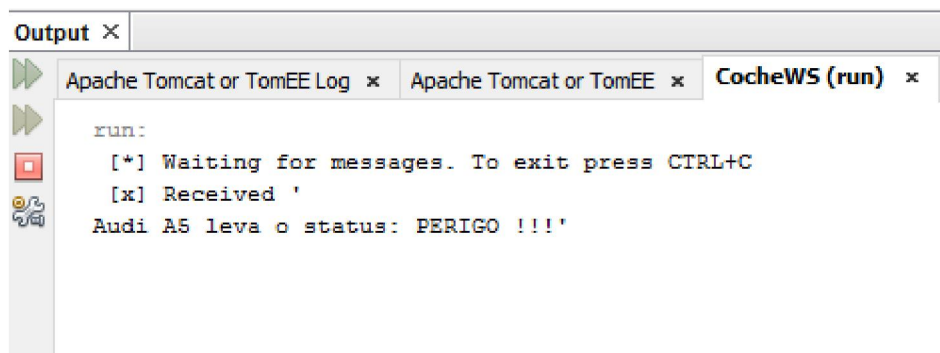 Output ×
Apache Tomcat or TomEE Log × Apache Tomcat or TomEE × CocheWS (run) ×
run:
[*] Waiting for messages. To exit press CTRL+C
[x] Received '
Audi A5 leva o status: PERIGO !!!'